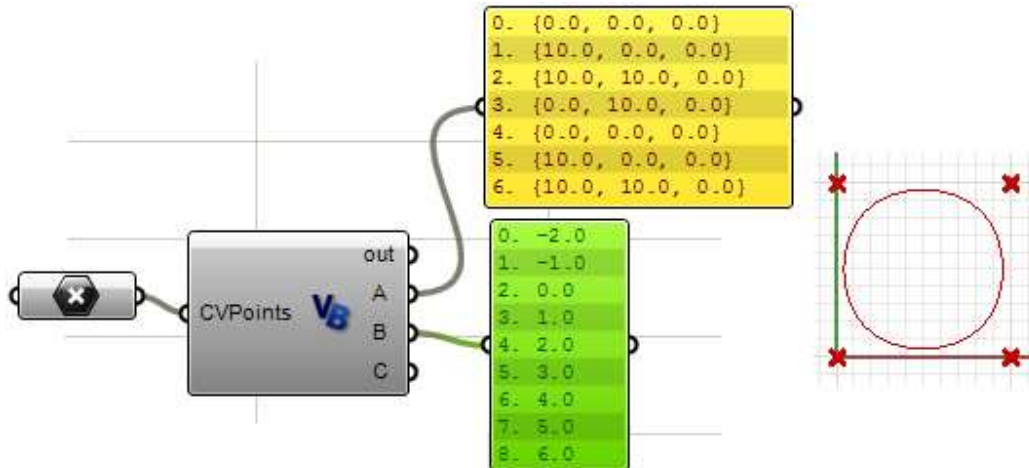 0. {0.0, 0.0, 0.0}
1. {10.0, 0.0, 0.0}
2. {10.0, 10.0, 0.0}
3. {0.0, 10.0, 0.0}
4. {0.0, 0.0, 0.0}
5. {10.0, 0.0, 0.0}
6. {10.0, 10.0, 0.0}
out
A
CVPoints
VB
B
C
0. -2.0
1. -1.0
2. 0.0
3. 1.0
4. 2.0
5. 3.0
6. 4.0
7. 5.0
8. 6.0